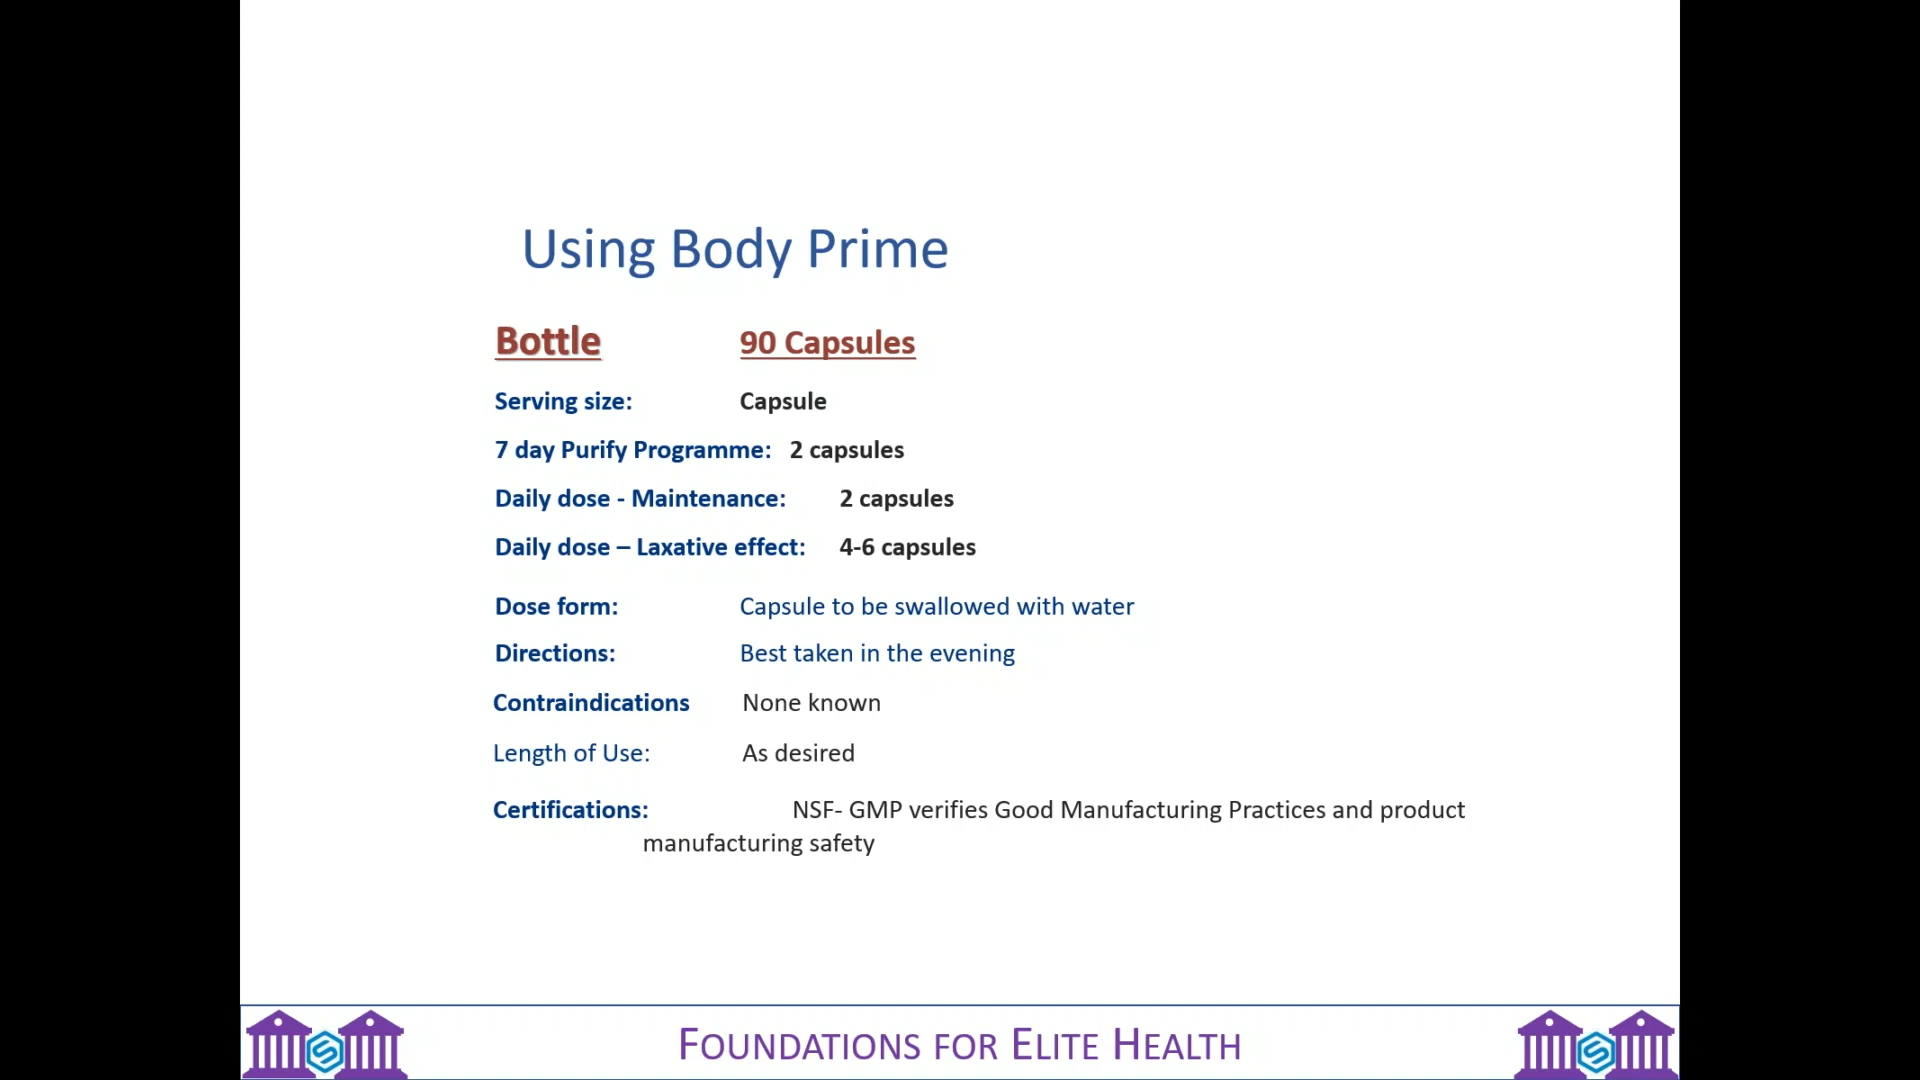 Using Body Prime
Bottle 90 Capsules
Serving size: Capsule
7 day Purify Programme: 2 capsules
Daily dose - Maintenance: 2 capsules
Daily dose – Laxative effect: 4-6 capsules
Dose form: Capsule to be swallowed with water
Directions: Best taken in the evening
Contraindications None known
Length of Use: As desired
Certifications: NSF- GMP verifies Good Manufacturing Practices and product
manufacturing safety
FOUNDATIONS FOR ELITE HEALTH